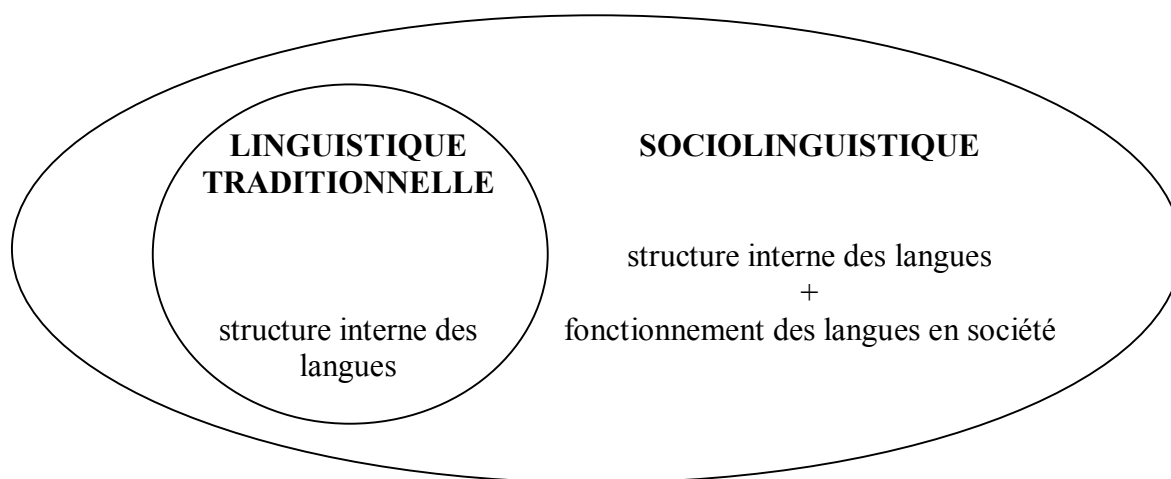 LINGUISTIQUE
TRADITIONNELLE
structure interne des
langues
SOCIOLINGUISTIQUE
structure interne des langues
+
fonctionnement des langues en société